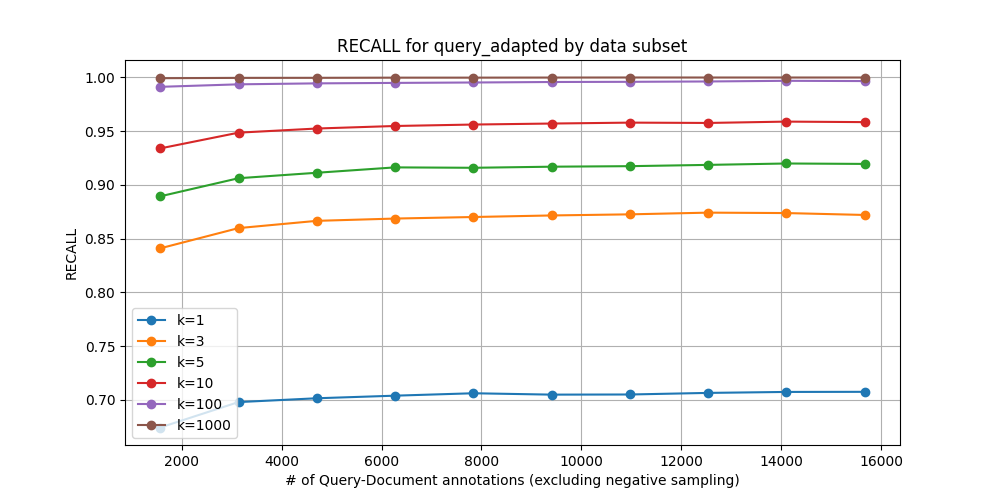 RECALL for query_adapted by data subset
1.00
0.95
0.90
0.85
0.80
0.75
0.70
RECALL
k=1
k=3
k=5
k=10
k=100
k=1000
2000 4000 6000 8000 10000 12000 14000 16000
# of Query-Document annotations (excluding negative sampling)